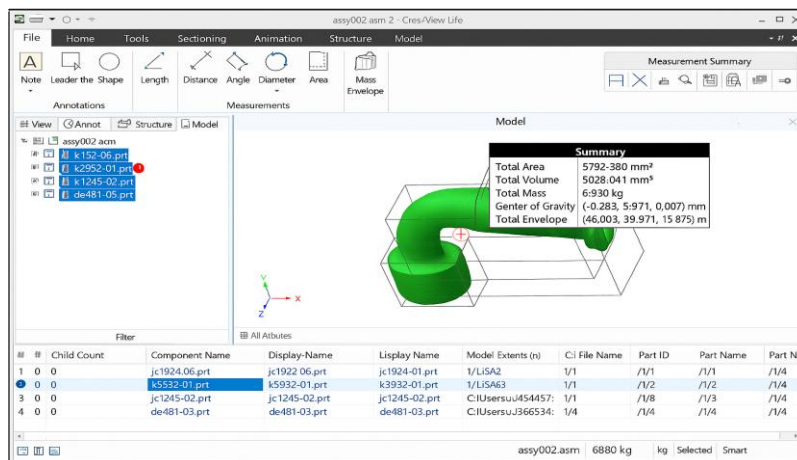 assy002 asm 2 - Cres/View Life
File Home Tools Sectioning Animation Structure Model
A
Note Leader the Shape Length Distance Angle Diameter Area Mass Envelope
Annotations Measurements
Measurement Summary
View Annot Structure Model
assy002 acm
k152-06.prt
k2952-01.prt
k1245-02.prt
de481-05.prt
Filter
Model
Summary
Total Area 5792-380 mm²
Total Volume 5028:041 mm⁵
Total Mass 6:930 kg
Genter of Gravity (-0.283, 5:971, 0,007) mm
Total Envelope (46,003, 39.971, 15 875) m
Y
X
Z
All Atbutes
Child Count Component Name Display-Name Lisplay Name Model Extents (n) C:i File Name Part ID Part Name Part N
1 0 0 jc1924.06.prt jc1922 06.prt jc1924-01.prt 1/LiSA2 1/1 /1/1 /1/1 /1/4
0 0 k5532-01.prt k5932-01.prt k3932-01.prt 1/LiSA63 1/1 /1/2 /1/2 /1/4
3 0 0 jc1245-02.prt jc1245-02.prt jc1245-02.prt C:IUsersuJ454457: 1/1 /1/8 /1/3 /1/4
4 0 0 de481-03.prt de481-03.prt de481-03.prt C:IUsersuJ366534: 1/4 /1/4 /1/4 /1/4
assy002.asm 6880 kg kg Selected Smart